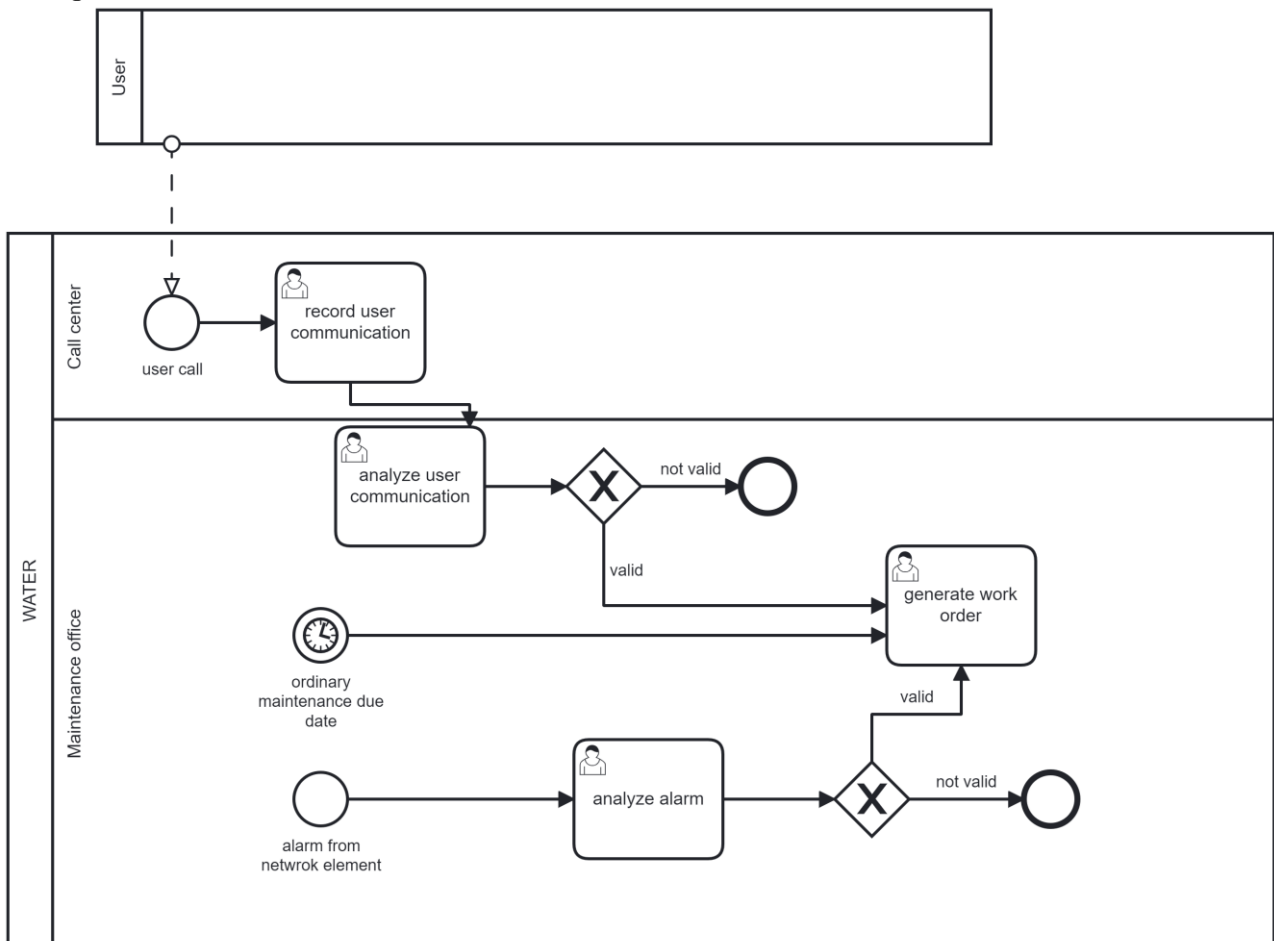 User
WATER
Call center
user call
record user
communication
Maintenance office
analyze user
communication
not valid
valid
generate work
order
ordinary
maintenance due
date
valid
analyze alarm
not valid
alarm from
netwrok element